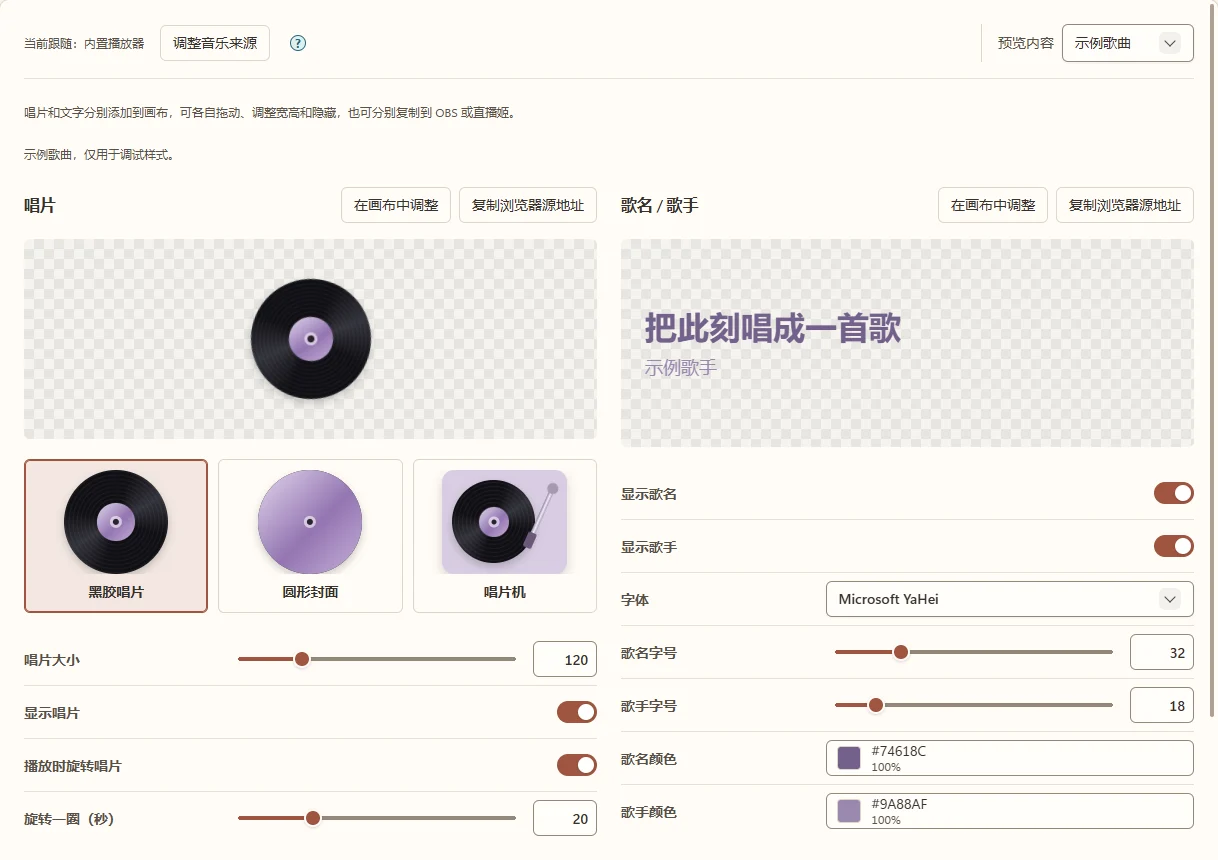 当前跟随：内置播放器
调整音乐来源
?
预览内容
示例歌曲
唱片和文字分别添加到画布，可各自拖动、调整宽高和隐藏，也可分别复制到 OBS 或直播姬。
示例歌曲，仅用于调试样式。
唱片
在画布中调整
复制浏览器源地址
黑胶唱片
圆形封面
唱片机
唱片大小
120
显示唱片
播放时旋转唱片
旋转一圈（秒）
20
歌名 / 歌手
在画布中调整
复制浏览器源地址
把此刻唱成一首歌
示例歌手
显示歌名
显示歌手
字体
Microsoft YaHei
歌名字号
32
歌手字号
18
歌名颜色
#74618C
100%
歌手颜色
#9A88AF
100%